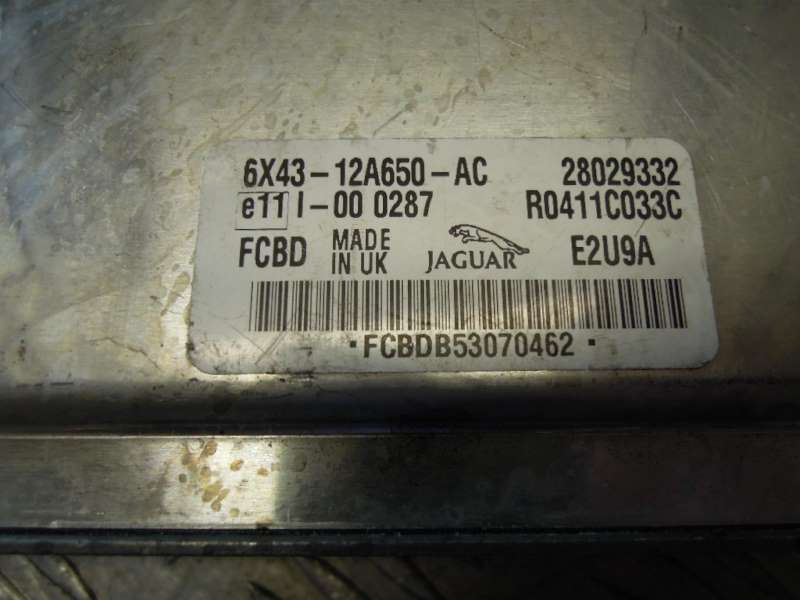 6X43-12A650-AC 28029332
e11 I-00 0287 R0411C033C
FCBD MADE IN UK JAGUAR E2U9A
·FCBDB53070462·